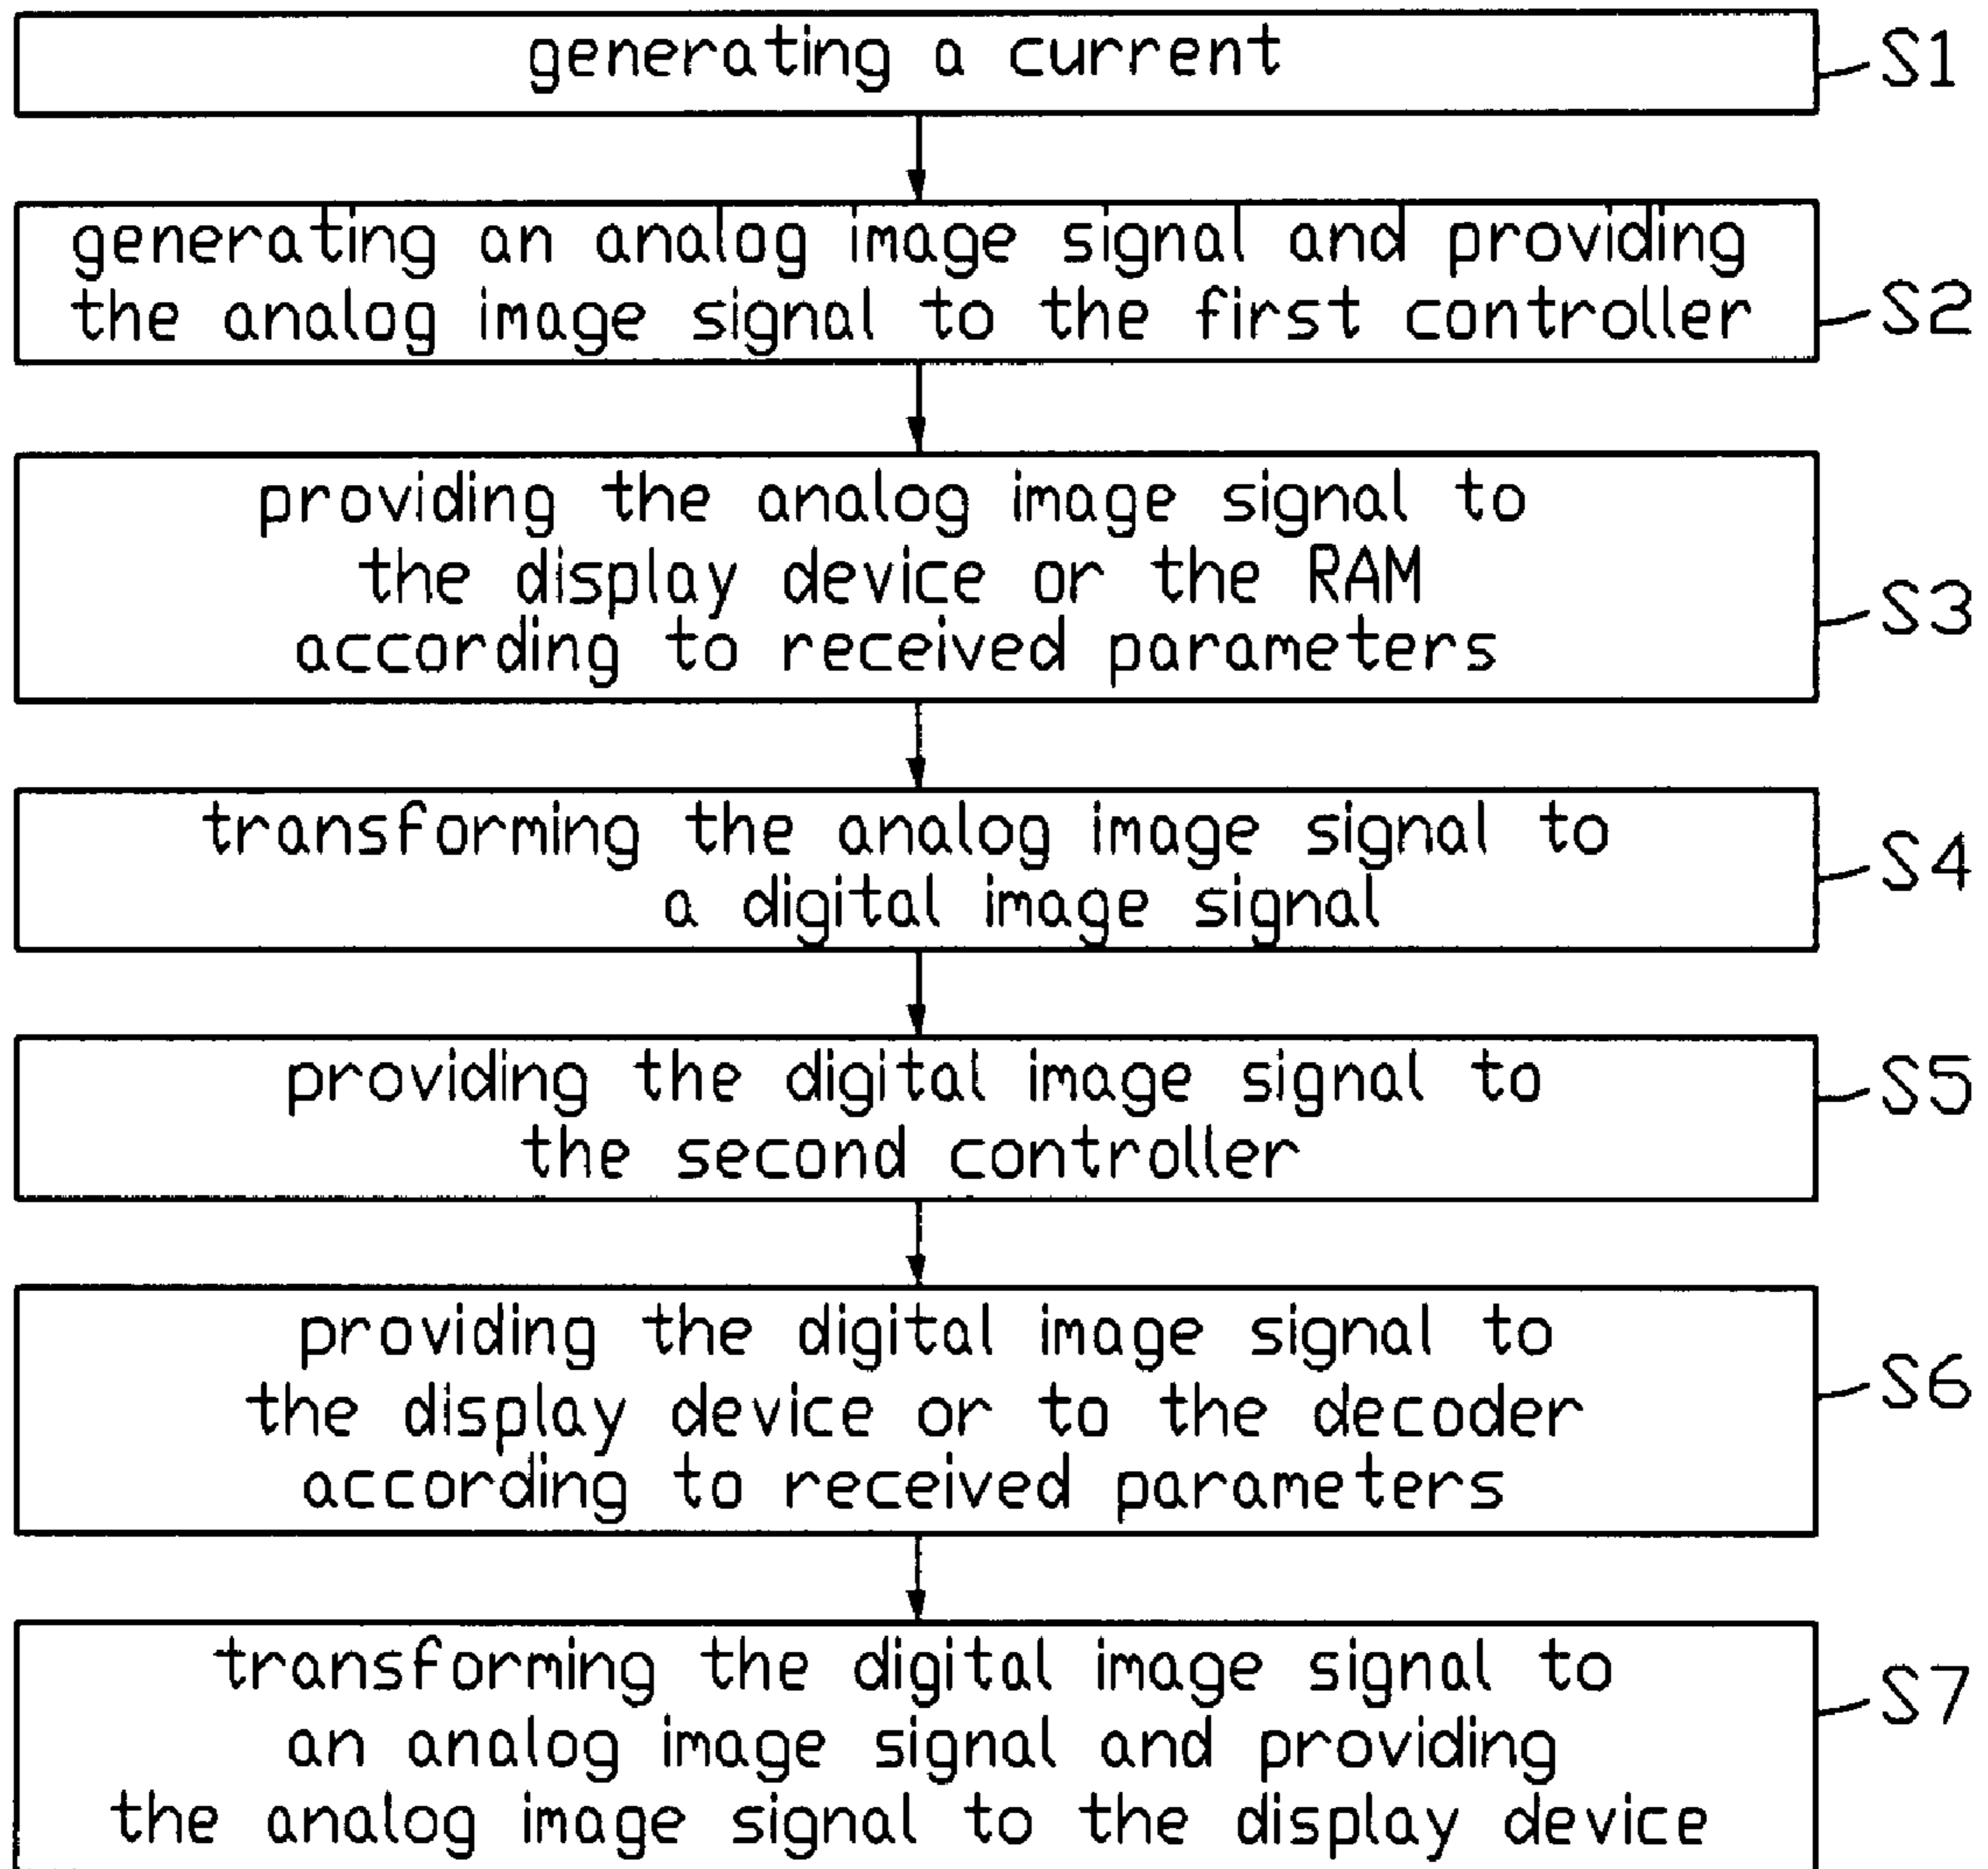 generating a current
S1
generating an analog image signal and providing
the analog image signal to the first controller
S2
providing the analog image signal to
the display device or the RAM
according to received parameters
S3
transforming the analog image signal to
a digital image signal
S4
providing the digital image signal to
the second controller
S5
providing the digital image signal to
the display device or to the decoder
according to received parameters
S6
transforming the digital image signal to
an analog image signal and providing
the analog image signal to the display device
S7